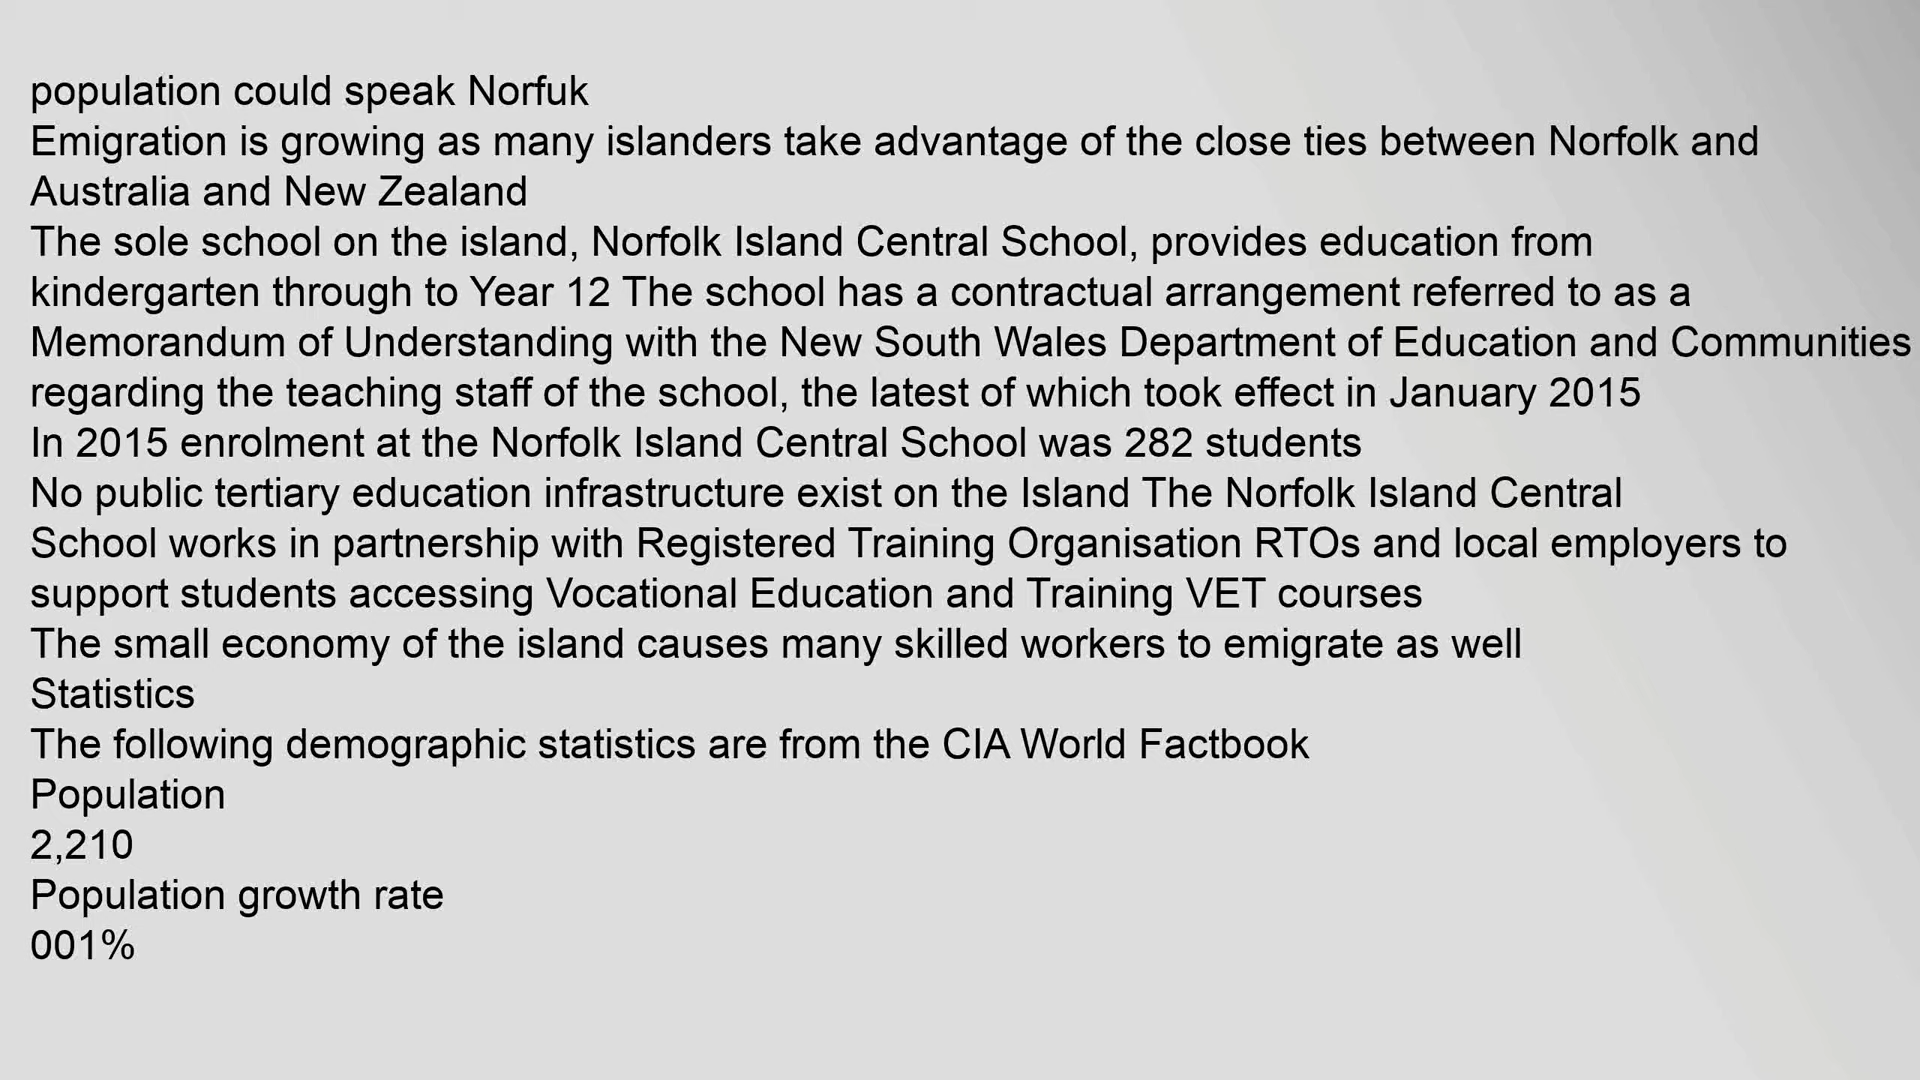 population could speak Norfuk
Emigration is growing as many islanders take advantage of the close ties between Norfolk and
Australia and New Zealand
The sole school on the island, Norfolk Island Central School, provides education from
kindergarten through to Year 12 The school has a contractual arrangement referred to as a
Memorandum of Understanding with the New South Wales Department of Education and Communities
regarding the teaching staff of the school, the latest of which took effect in January 2015
In 2015 enrolment at the Norfolk Island Central School was 282 students
No public tertiary education infrastructure exist on the Island The Norfolk Island Central
School works in partnership with Registered Training Organisation RTOs and local employers to
support students accessing Vocational Education and Training VET courses
The small economy of the island causes many skilled workers to emigrate as well
Statistics
The following demographic statistics are from the CIA World Factbook
Population
2,210
Population growth rate
001%